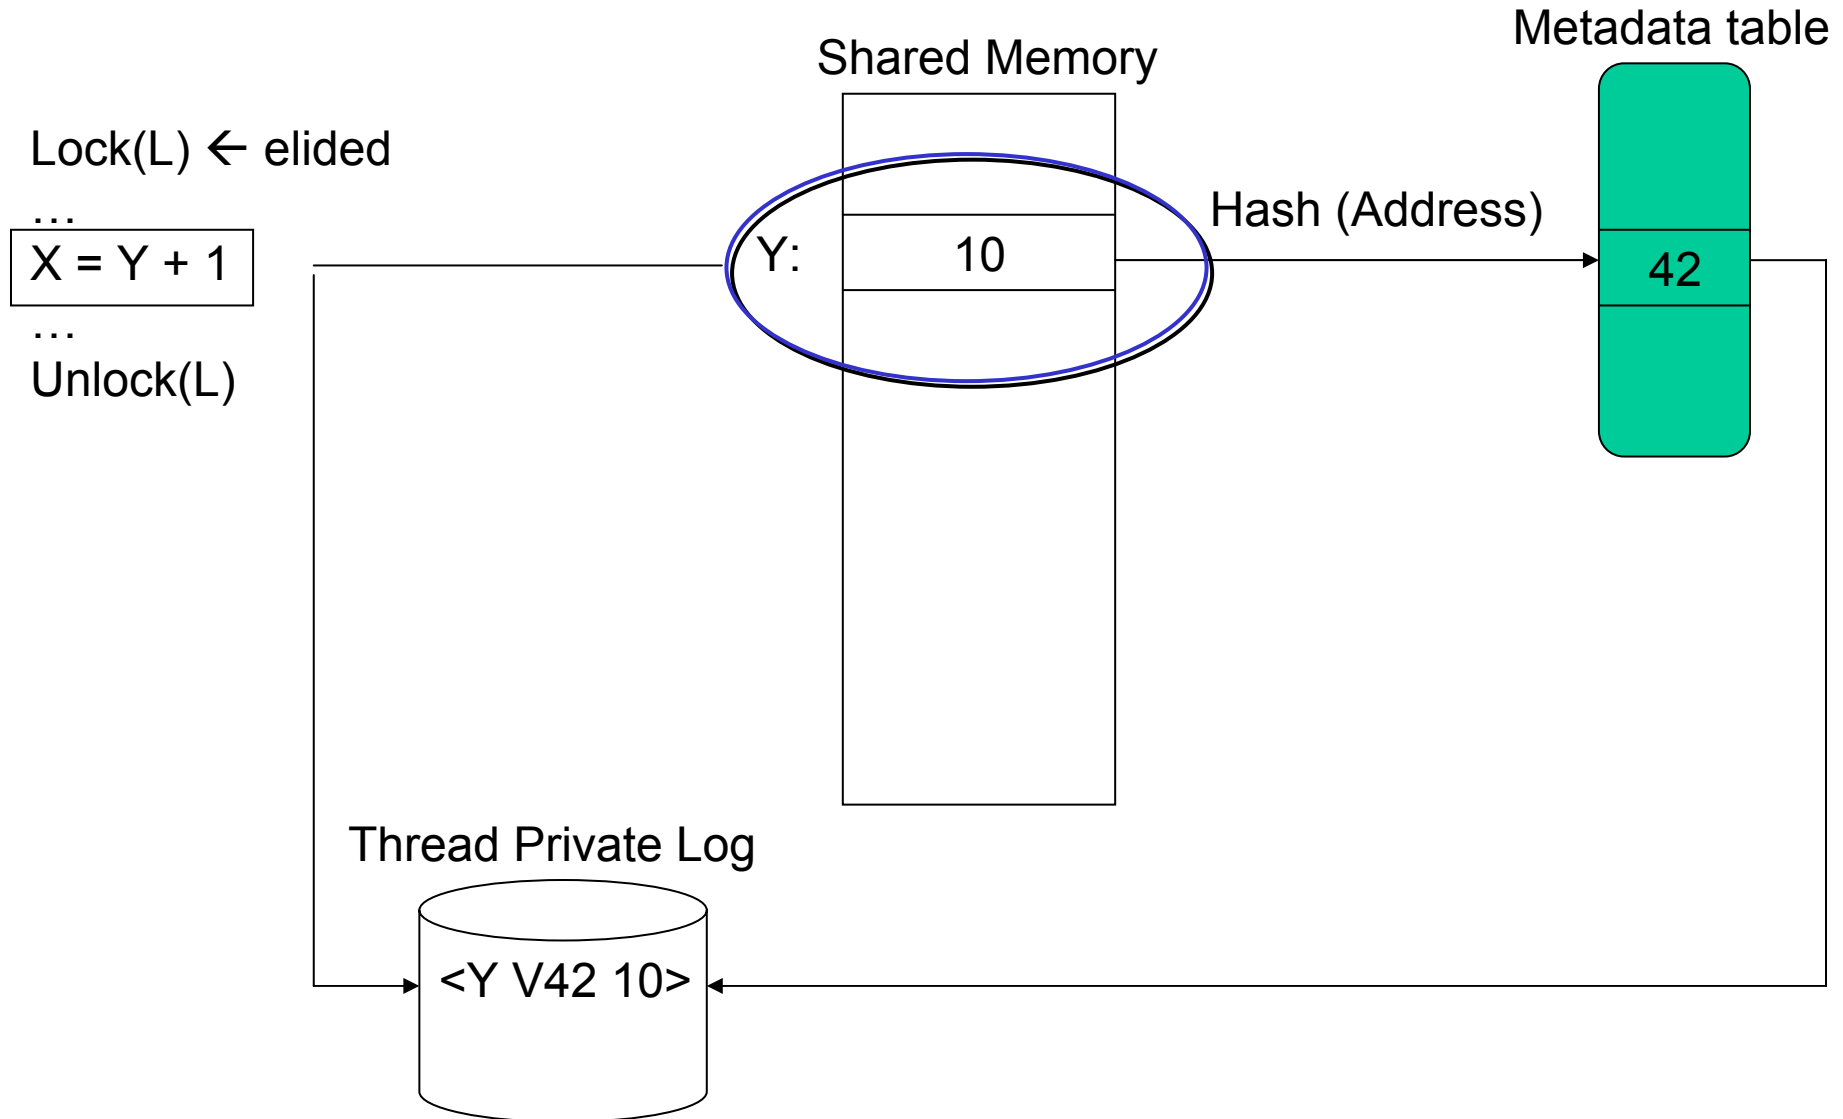 Metadata table
Shared Memory
Lock(L) ← elided
…
X = Y + 1
…
Unlock(L)
Y:
10
Hash (Address)
42
Thread Private Log
<Y V42 10>